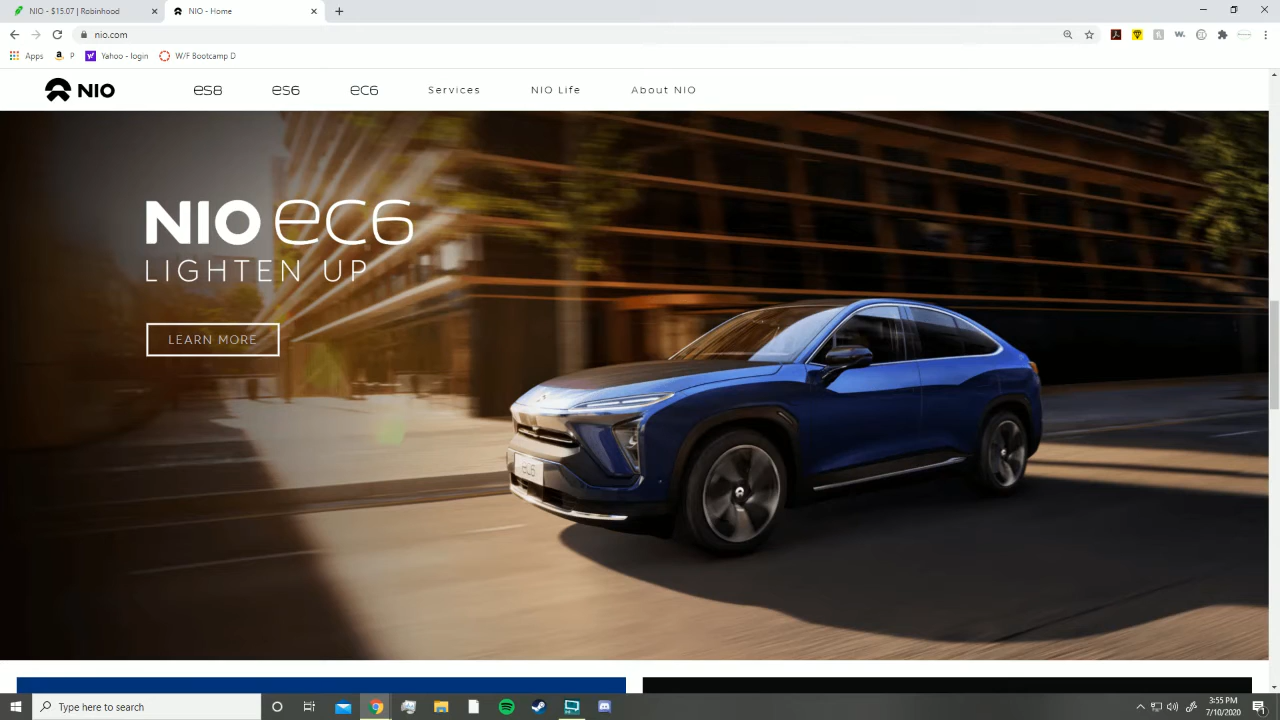 NIO - $15.07 | Robinhood
NIO - Home
nio.com
Apps
P
Yahoo - login
W/F Bootcamp D
NIO
ES8
ES6
EC6
Services
NIO Life
About NIO
NIO EC6
LIGHTEN UP
LEARN MORE
ec6
Type here to search
3:55 PM
7/10/2020